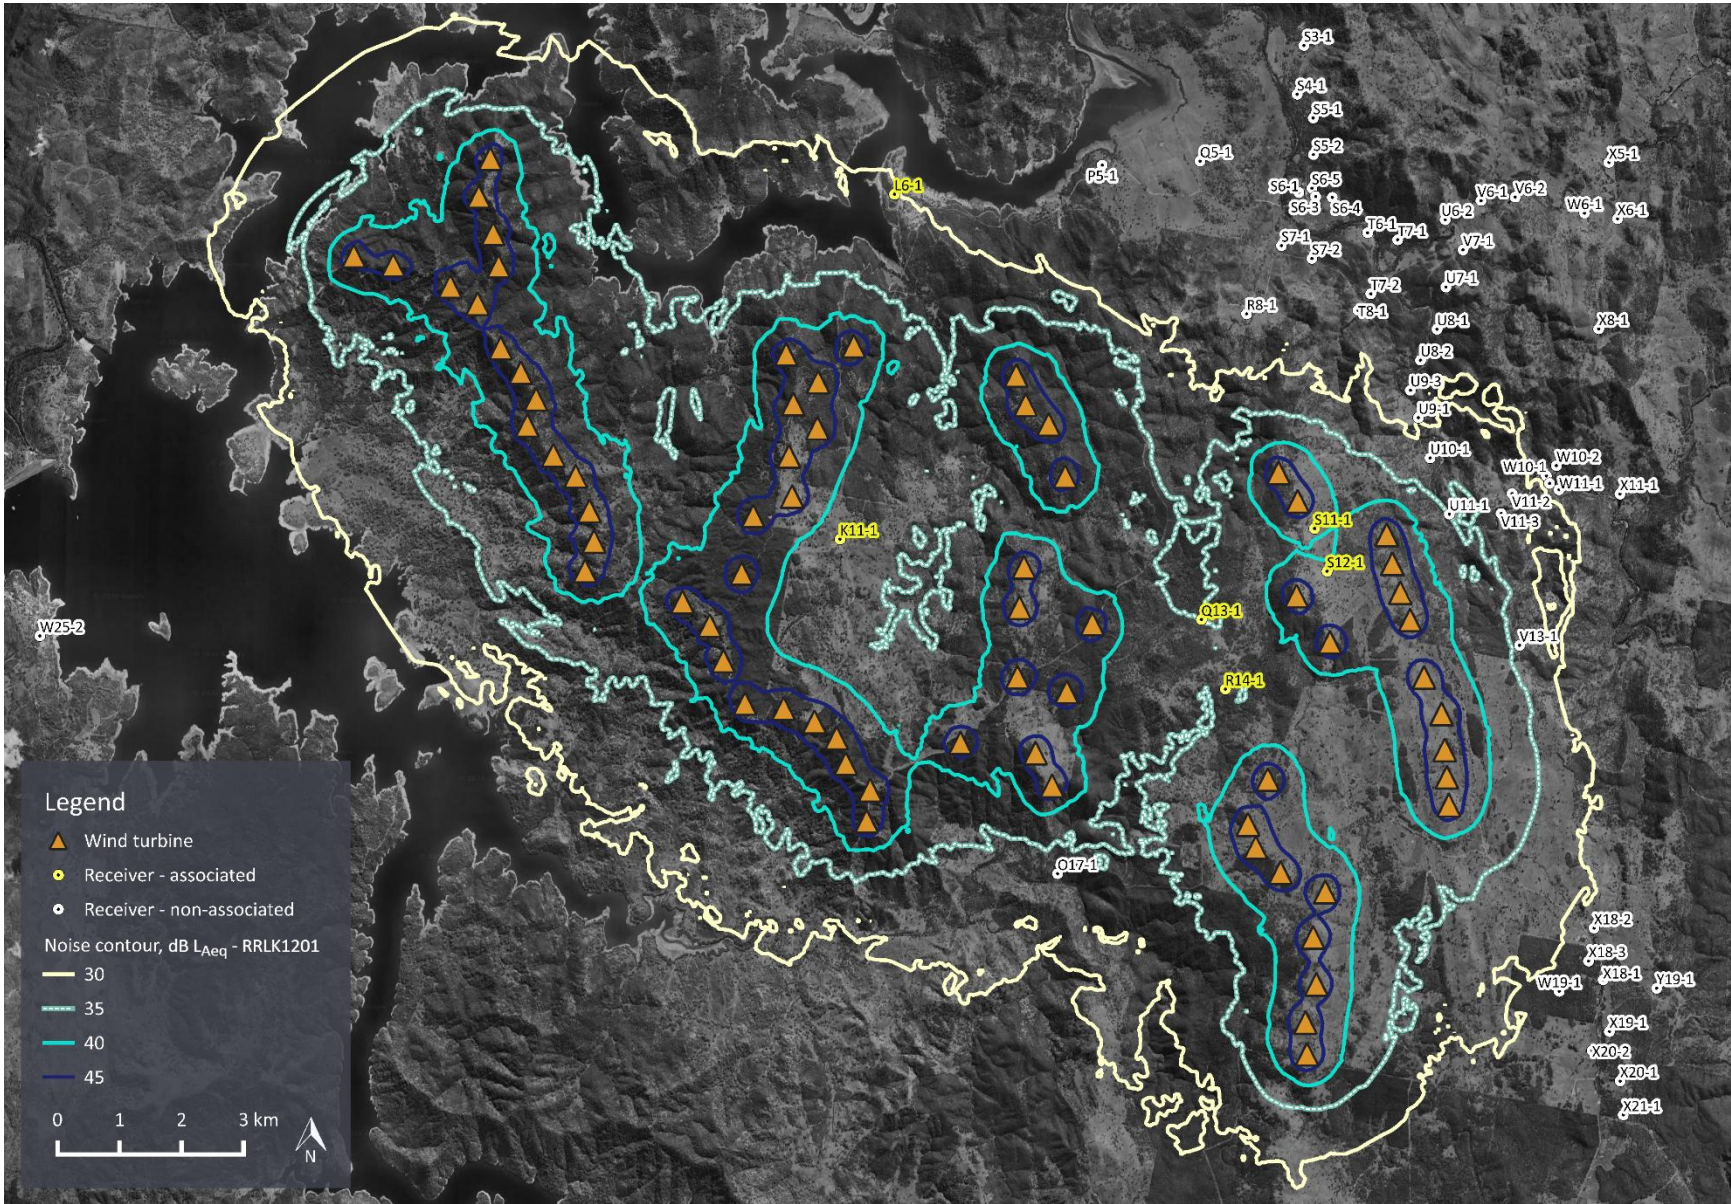 S3-1
S4-1
S5-1
S5-2
Q5-1
P5-1
X5-1
L6-1
S6-5
S6-1
S6-3
S6-4
V6-1
V6-2
W6-1
U6-2
X6-1
T6-1
T7-1
S7-1
S7-2
V7-1
U7-1
T7-2
R8-1
T8-1
U8-1
X8-1
U8-2
U9-3
U9-1
U10-1
W10-2
W10-1
W11-1
X11-1
V11-2
U11-1
V11-3
S11-1
K11-1
S12-1
Q13-1
W25-2
V13-1
R14-1
O17-1
X18-2
X18-3
X18-1
W19-1
Y19-1
X19-1
X20-2
X20-1
X21-1
Legend
Wind turbine
Receiver - associated
Receiver - non-associated
Noise contour, dB LAeq - RRLK1201
30
35
40
45
0 1 2 3 km
N